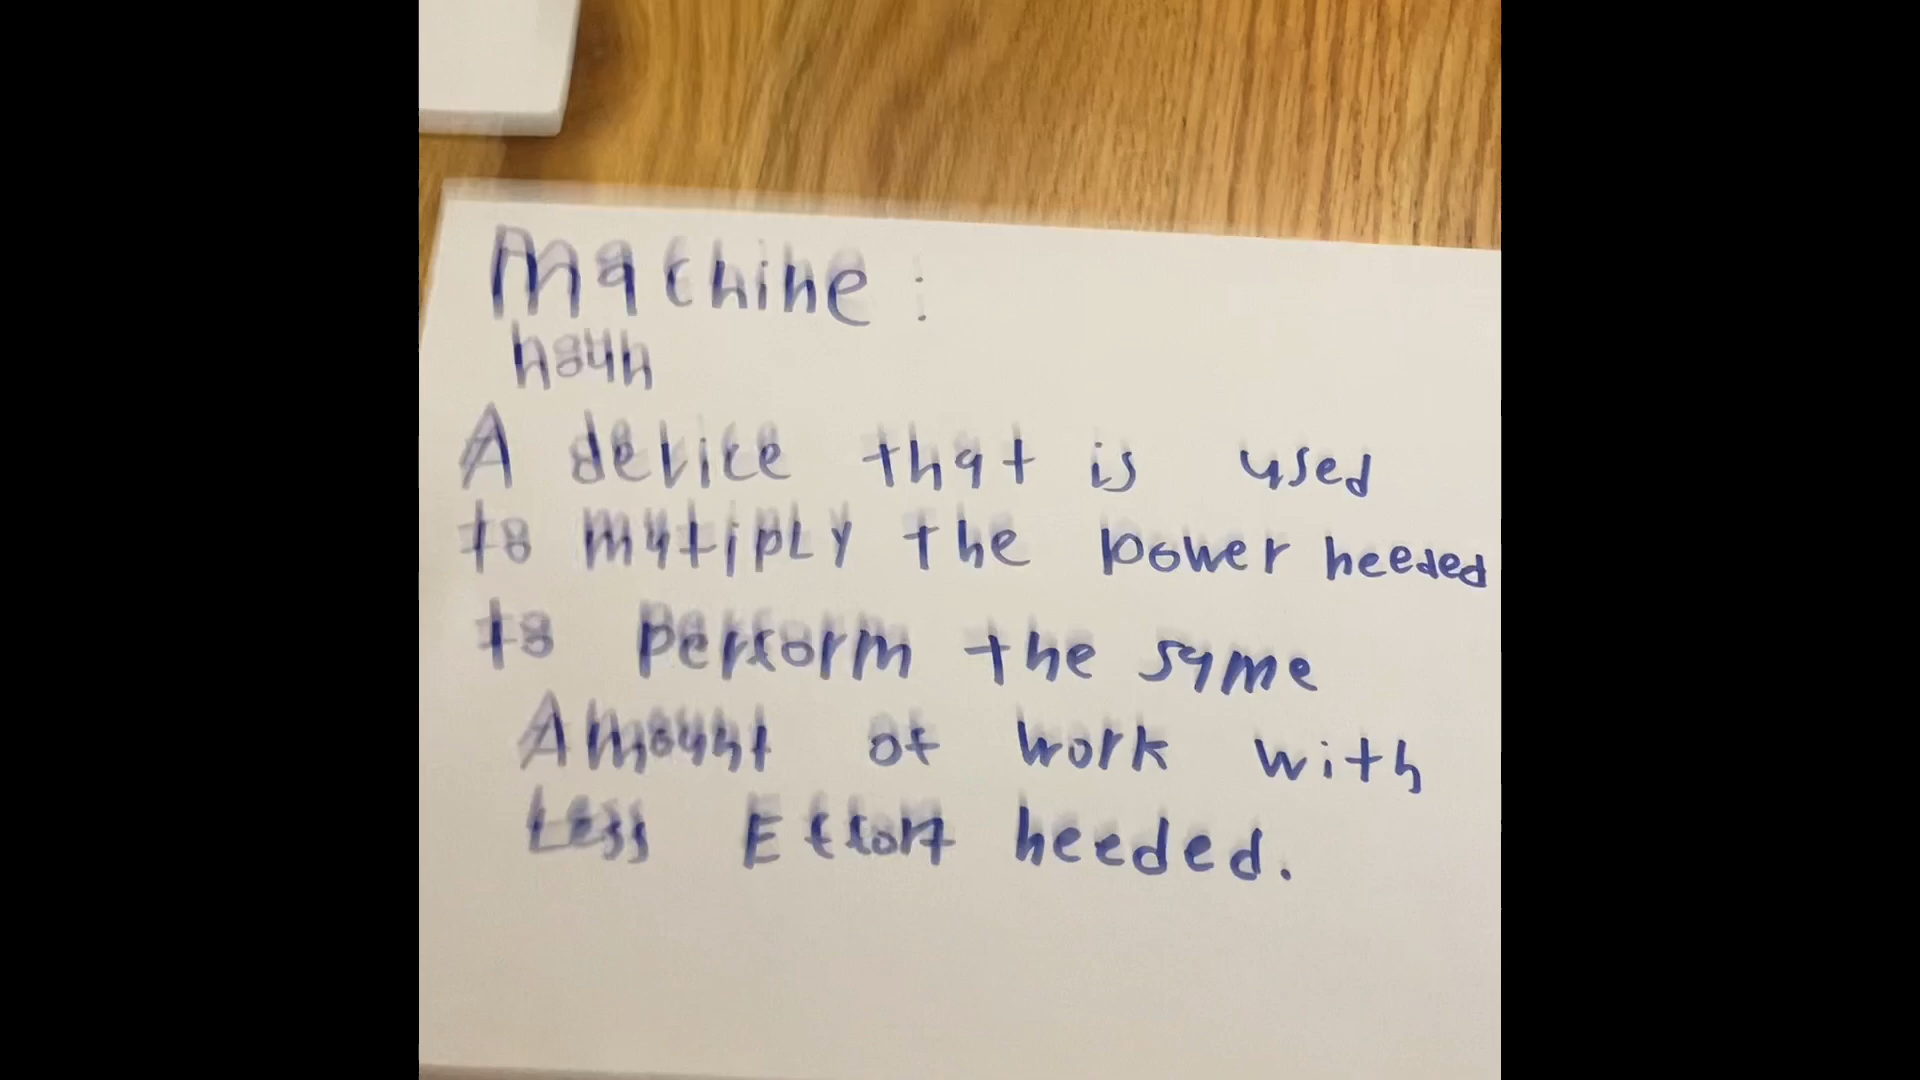 Machine :
noun
A device that is used
to mutiply the power needed
to perform the same
Amount of work with
Less Effort needed.